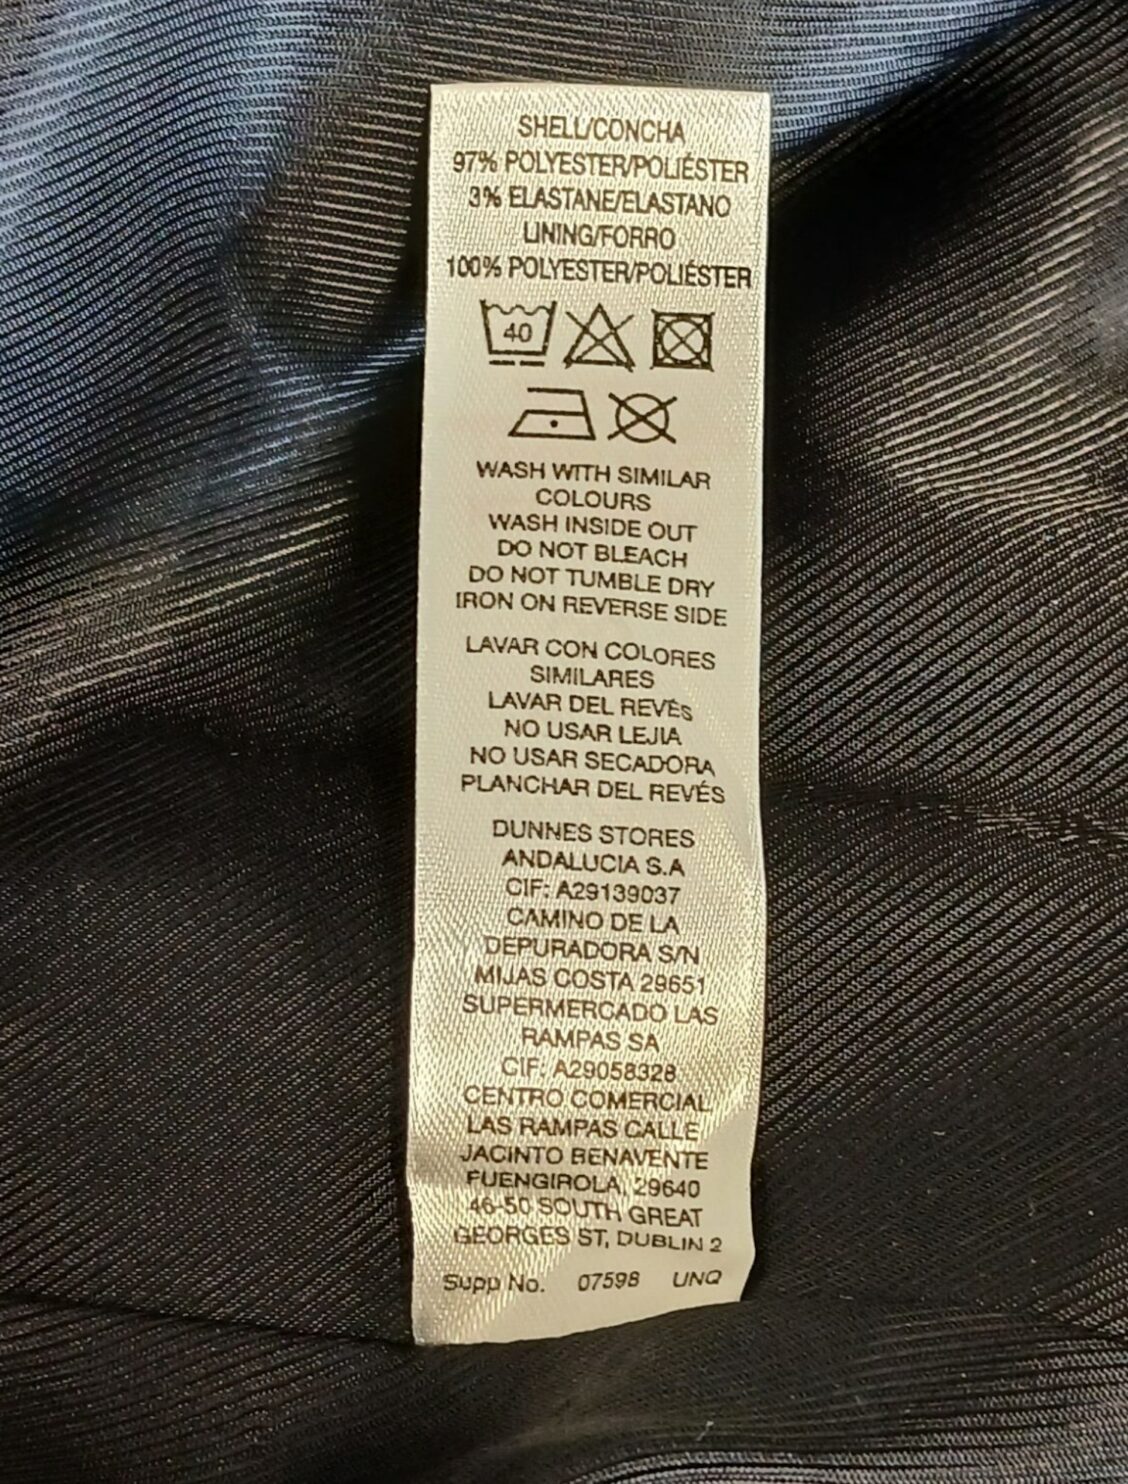 SHELL/CONCHA
97% POLYESTER/POLIÉSTER
3% ELASTANE/ELASTANO
LINING/FORRO
100% POLYESTER/POLIÉSTER
40
WASH WITH SIMILAR
COLOURS
WASH INSIDE OUT
DO NOT BLEACH
DO NOT TUMBLE DRY
IRON ON REVERSE SIDE
LAVAR CON COLORES
SIMILARES
LAVAR DEL REVÉS
NO USAR LEJIA
NO USAR SECADORA
PLANCHAR DEL REVÉS
DUNNES STORES
ANDALUCIA S.A
CIF: A29139037
CAMINO DE LA
DEPURADORA S/N
MIJAS COSTA 29651
SUPERMERCADO LAS
RAMPAS SA
CIF: A29058328
CENTRO COMERCIAL
LAS RAMPAS CALLE
JACINTO BENAVENTE
FUENGIROLA, 29640
46-50 SOUTH GREAT
GEORGES ST, DUBLIN 2
Supp No. 07598 UNQ